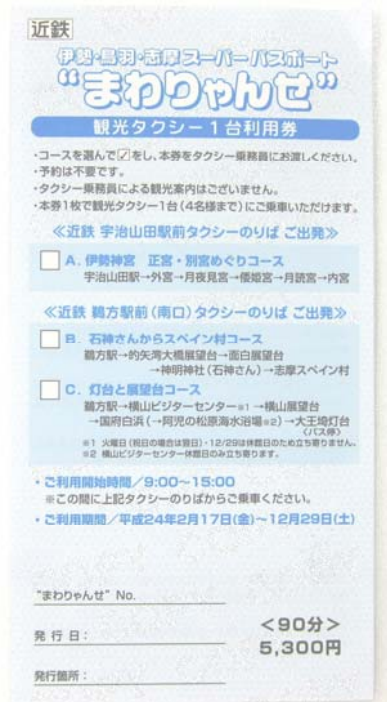 近鉄
伊勢・鳥羽・志摩スーパーパスポート
“まわりゃんせ”
観光タクシー1台利用券
・コースを選んで☑をし、本券をタクシー乗務員にお渡しください。
・予約は不要です。
・タクシー乗務員による観光案内はございません。
・本券1枚で観光タクシー1台(4名様まで)にご乗車いただけます。
≪近鉄 宇治山田駅前タクシーのりば ご出発≫
A. 伊勢神宮 正宮・別宮めぐりコース
宇治山田駅→外宮→月夜見宮→倭姫宮→月読宮→内宮
≪近鉄 鵜方駅前(南口)タクシーのりば ご出発≫
B. 石神さんからスペイン村コース
鵜方駅→的矢湾大橋展望台→面白展望台
→神明神社(石神さん)→志摩スペイン村
C. 灯台と展望台コース
鵜方駅→横山ビジターセンター※1→横山展望台
→国府白浜(→阿児の松原海水浴場※2)→大王埼灯台
〈バス停〉
※1 火曜日(祝日の場合は翌日)・12/29は休館日のため立ち寄りません。
※2 横山ビジターセンター休館日のみ立ち寄ります。
・ご利用開始時間／9:00〜15:00
※この間に上記タクシーのりばからご乗車ください。
・ご利用期間／平成24年2月17日(金)〜12月29日(土)
“まわりゃんせ” No.
発行日：
<90分>
5,300円
発行箇所：